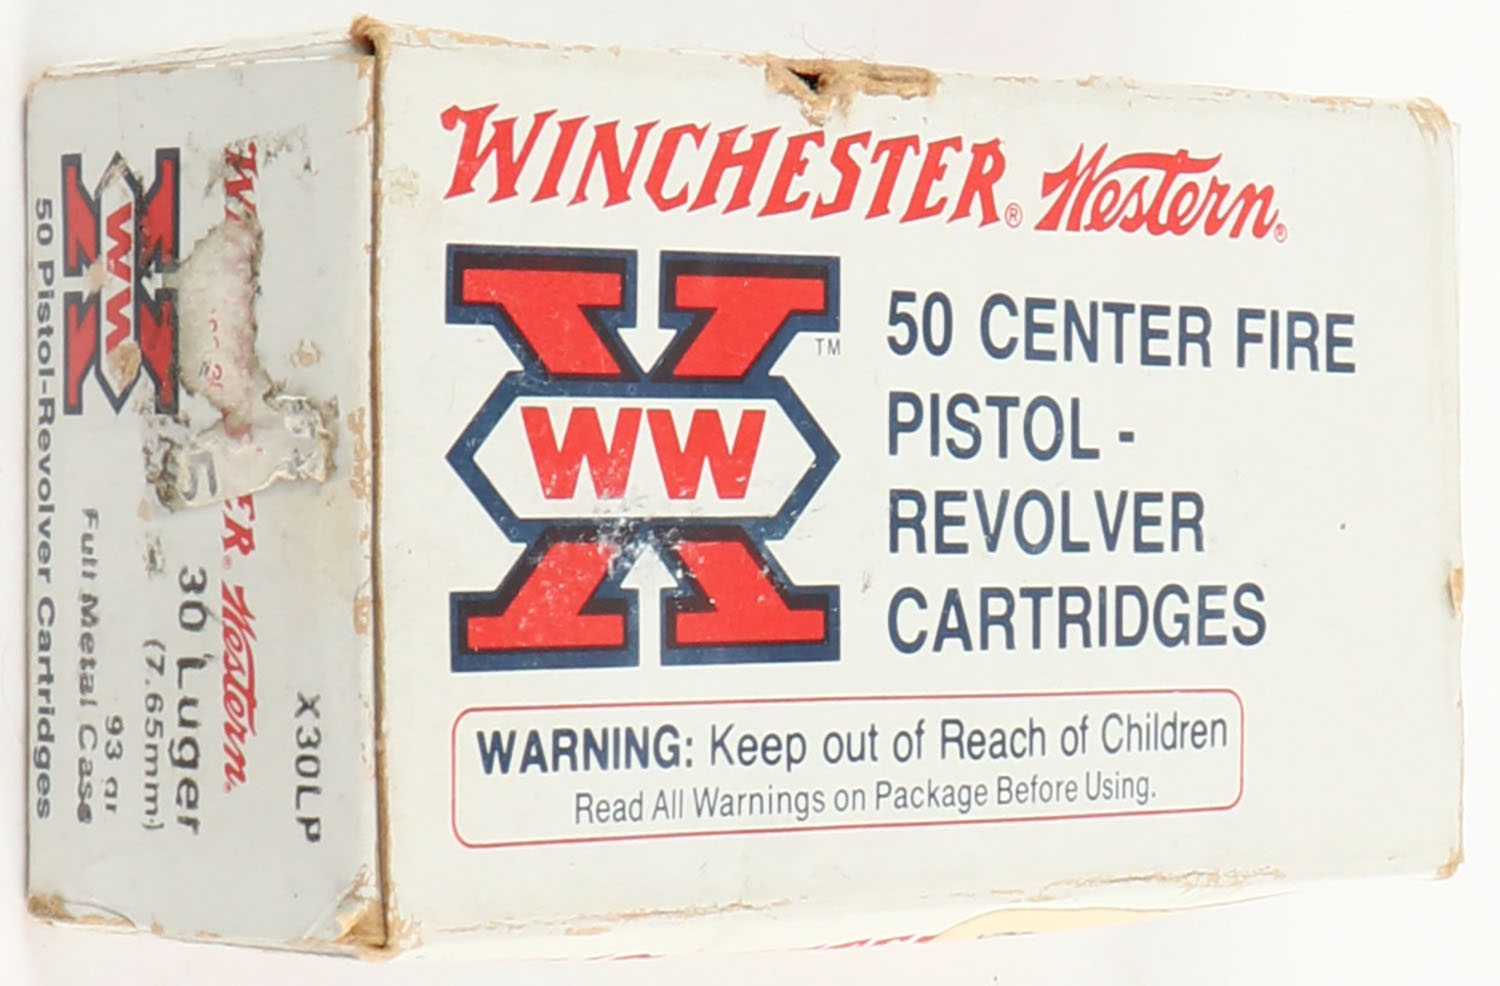 WINCHESTER® Western®
WW
TM
50 CENTER FIRE
PISTOL -
REVOLVER
CARTRIDGES
WARNING: Keep out of Reach of Children
Read All Warnings on Package Before Using.
X30LP
Western.
30 Luger
(7.65mm.)
93 gr.
Full Metal Case
WW
50 Pistol-Revolver Cartridges
5